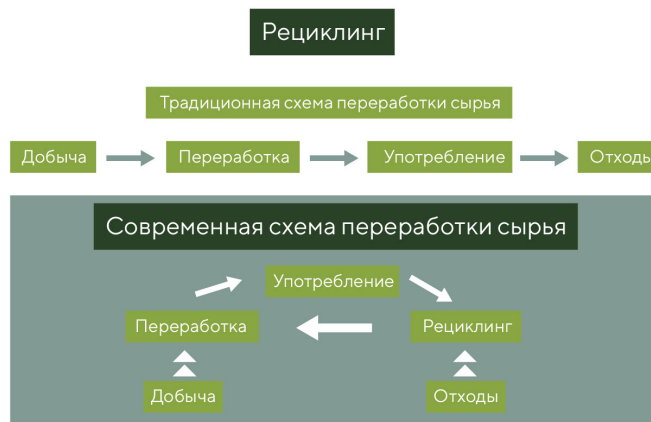 Рециклинг
Традиционная схема переработки сырья
Добыча
Переработка
Употребление
Отходы
Современная схема переработки сырья
Употребление
Переработка
Рециклинг
Добыча
Отходы